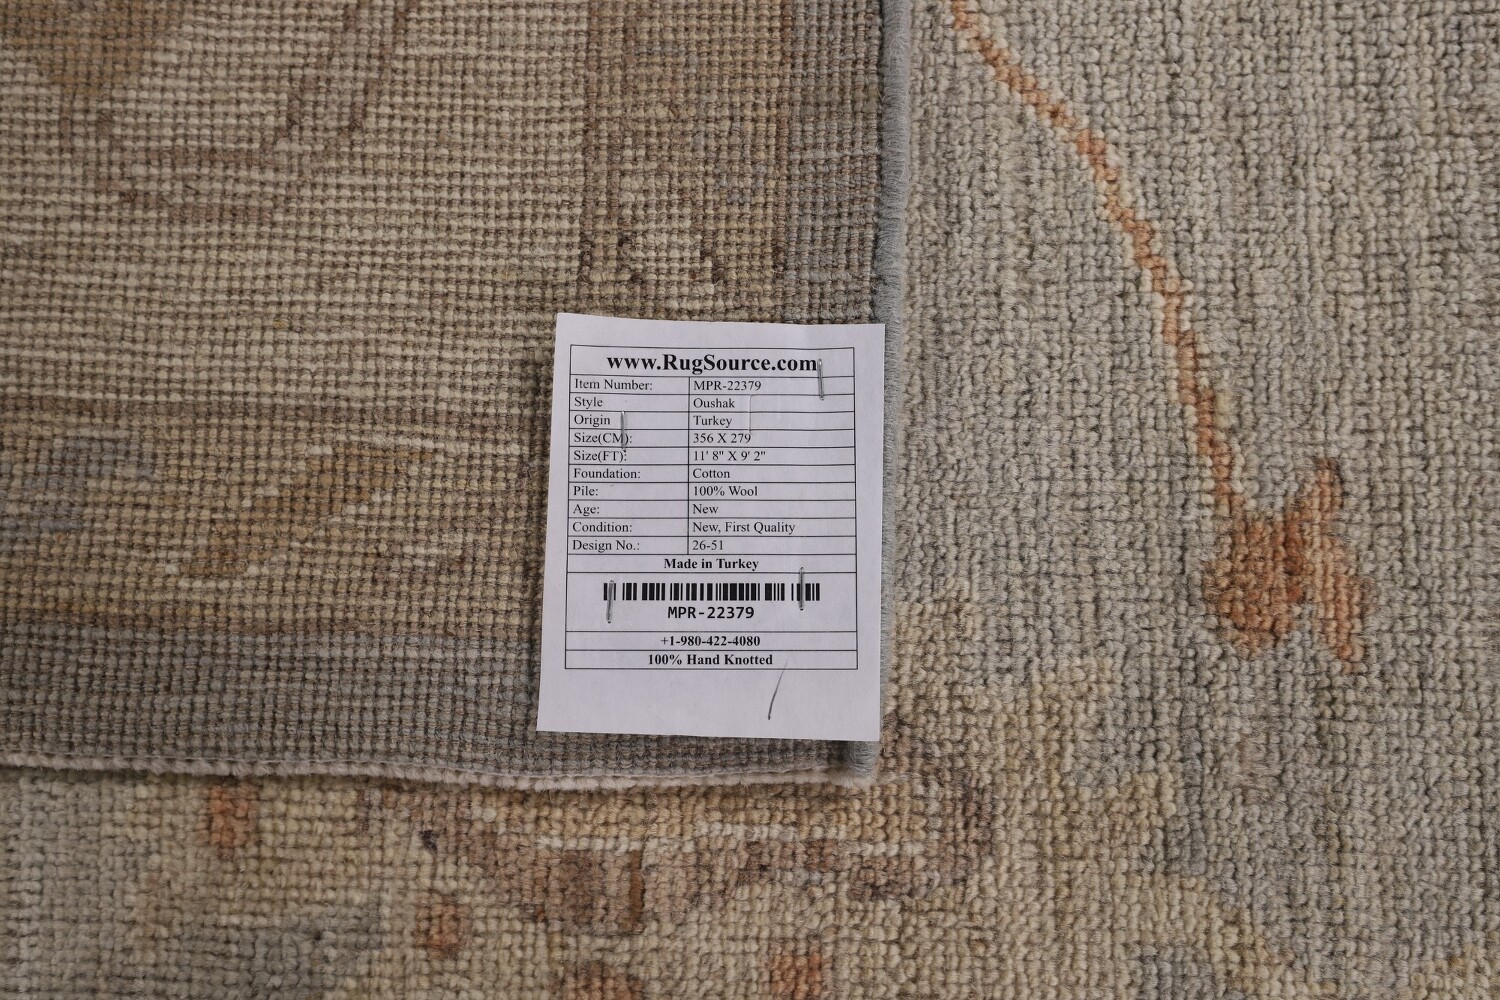 www.RugSource.com
Item Number: MPR-22379
Style Oushak
Origin Turkey
Size(CM): 356 X 279
Size(FT): 11' 8" X 9' 2"
Foundation: Cotton
Pile: 100% Wool
Age: New
Condition: New, First Quality
Design No.: 26-51
Made in Turkey
MPR-22379
+1-980-422-4080
100% Hand Knotted